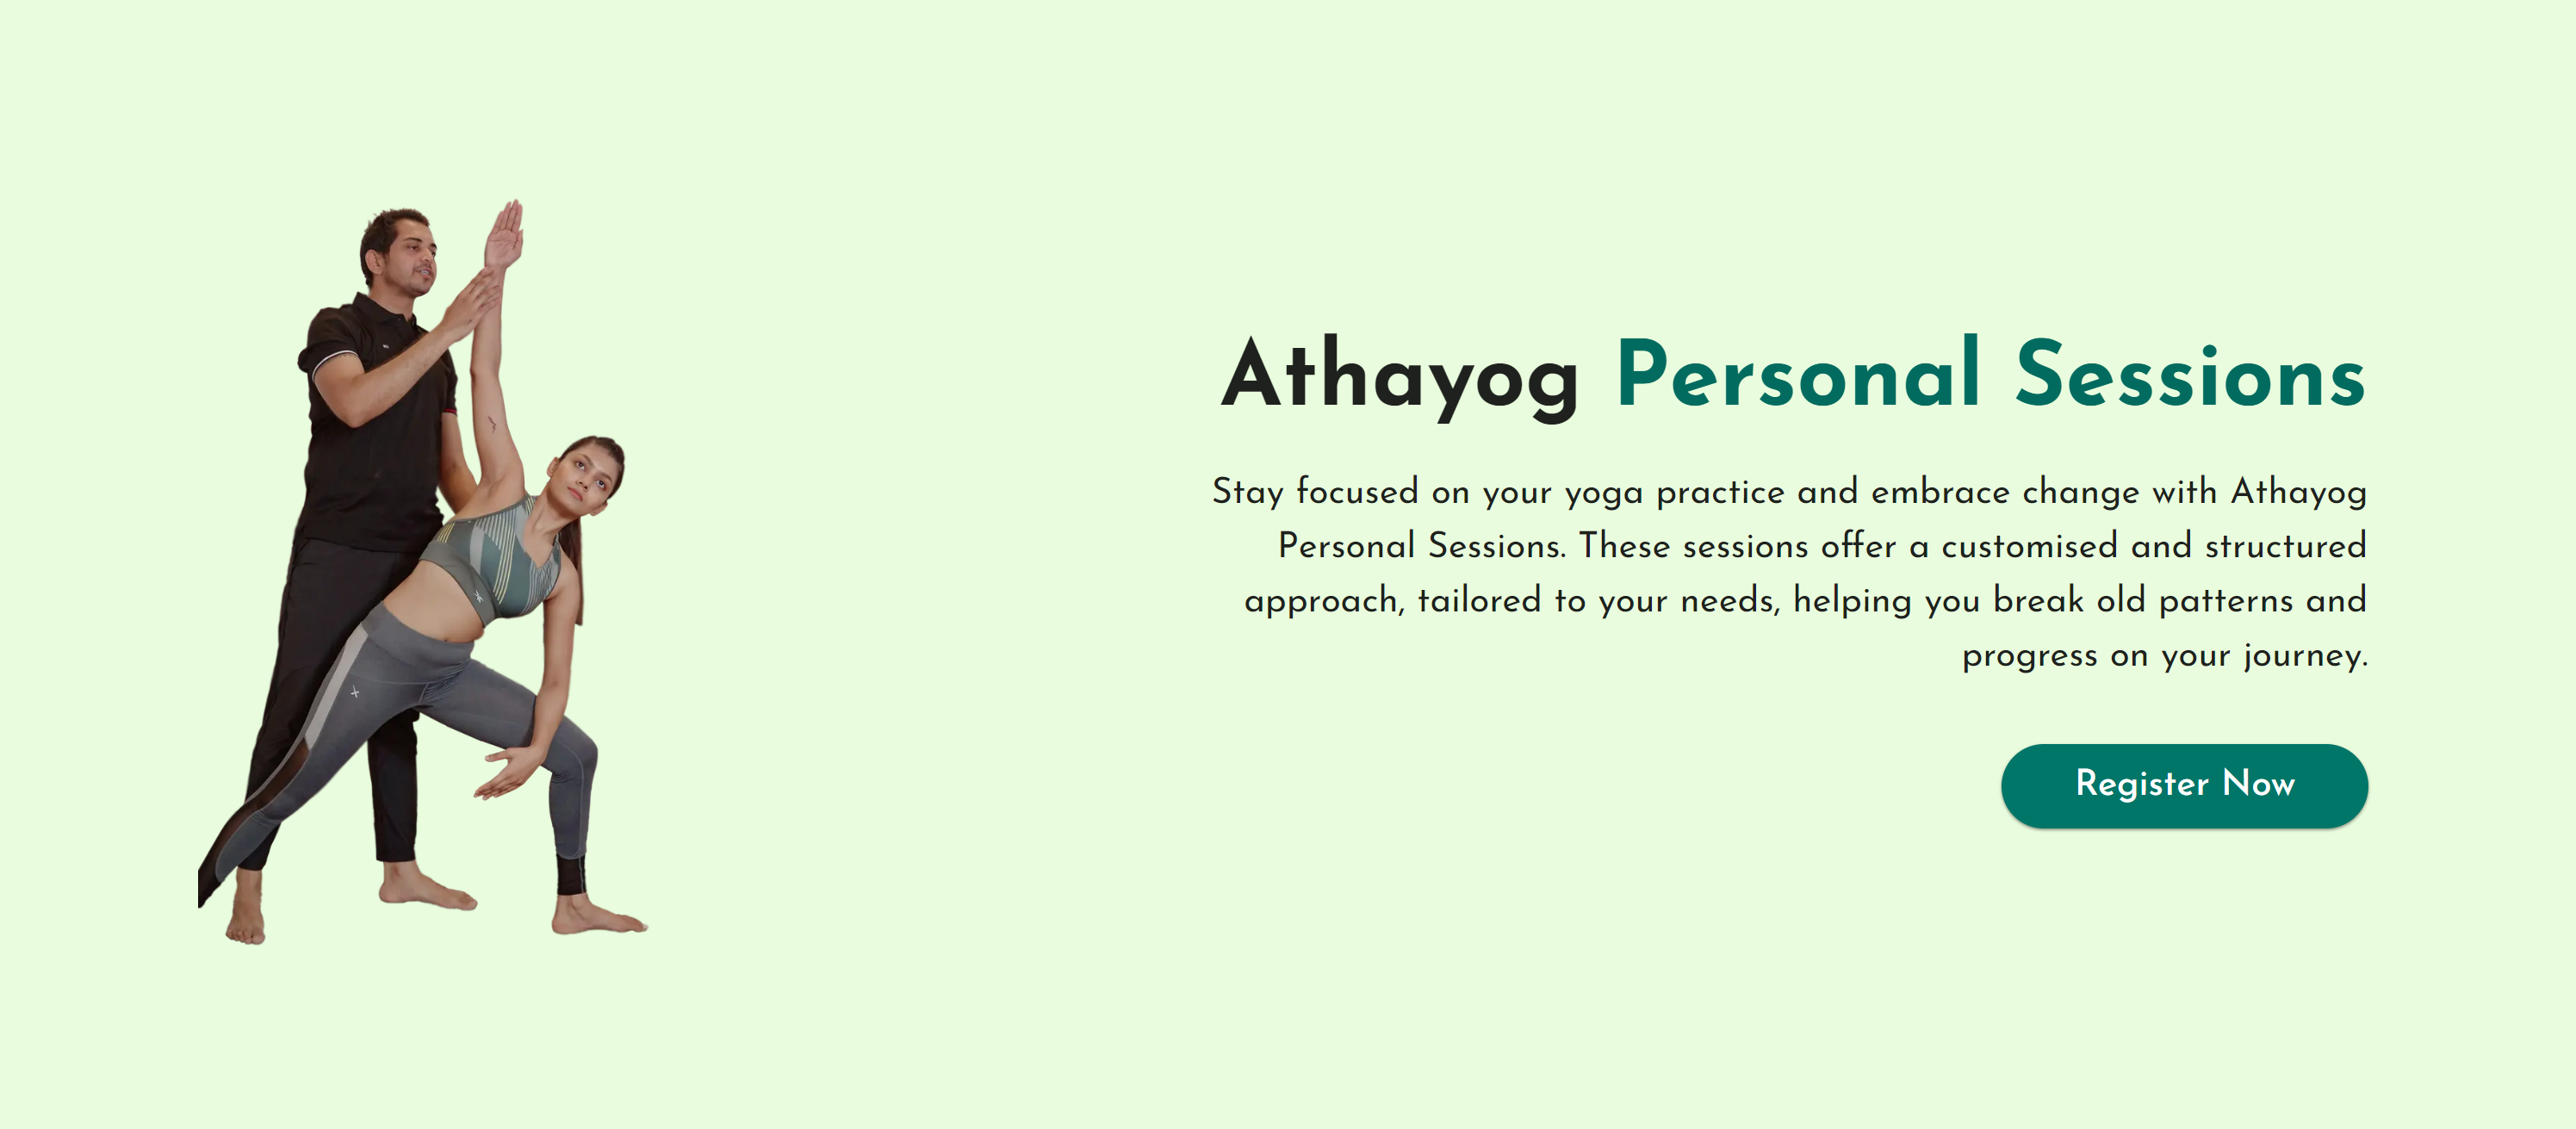 Athayog Personal Sessions
Stay focused on your yoga practice and embrace change with Athayog
Personal Sessions. These sessions offer a customised and structured
approach, tailored to your needs, helping you break old patterns and
progress on your journey.
Register Now